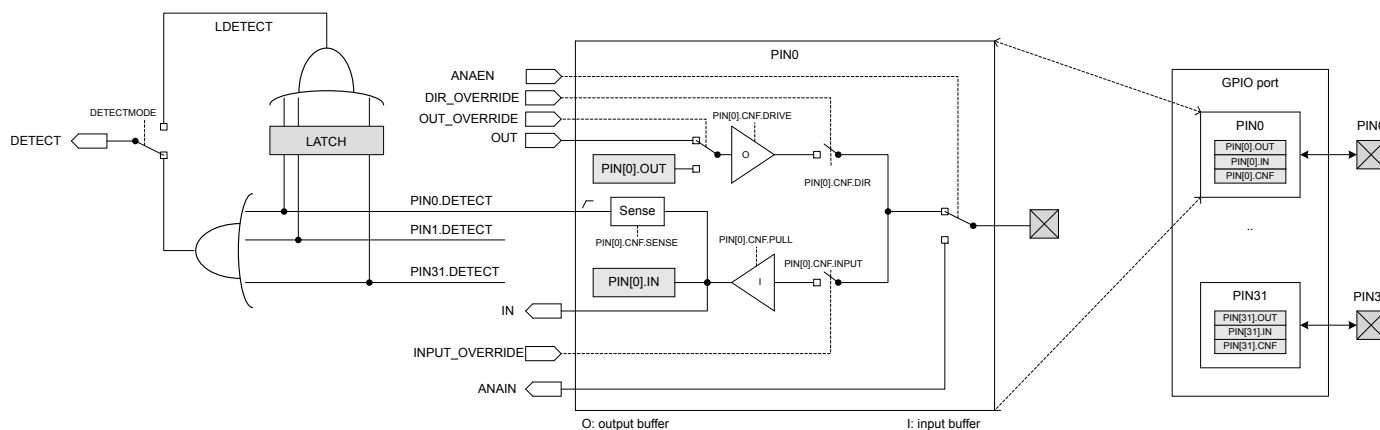 LDETECT
DETECTMODE
DETECT
LATCH
PIN0.DETECT
PIN1.DETECT
PIN31.DETECT
PIN0
ANAEN
DIR_OVERRIDE
OUT_OVERRIDE
OUT
PIN[0].CNF.DRIVE
O
PIN[0].OUT
PIN[0].CNF.DIR
Sense
PIN[0].CNF.SENSE
PIN[0].CNF.PULL
PIN[0].CNF.INPUT
PIN[0].IN
I
IN
INPUT_OVERRIDE
ANAIN
O: output buffer
I: input buffer
GPIO port
PIN0
PIN[0].OUT
PIN[0].IN
PIN[0].CNF
..
PIN31
PIN[31].OUT
PIN[31].IN
PIN[31].CNF